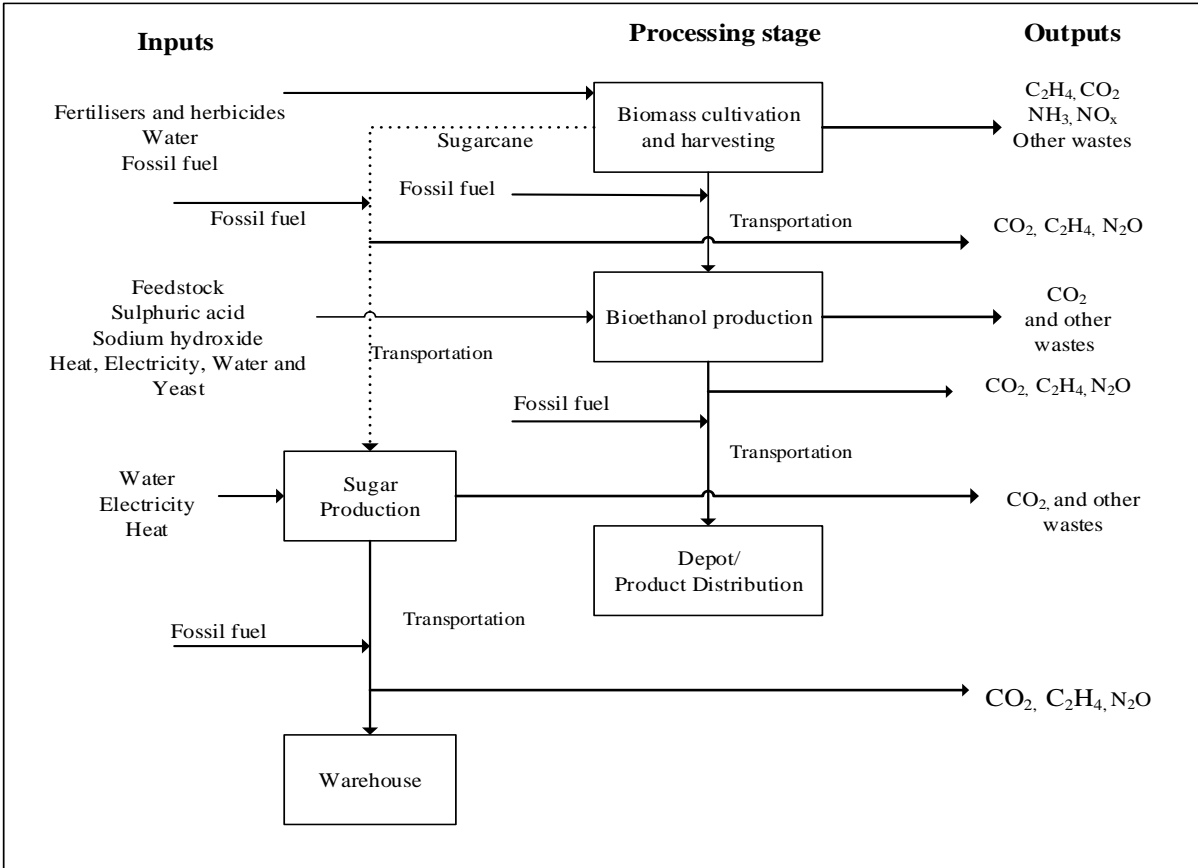 Inputs
Processing stage
Outputs
Fertilisers and herbicides
Water
Fossil fuel
Biomass cultivation
and harvesting
C₂H₄, CO₂
NH₃, NOₓ
Other wastes
Sugarcane
Fossil fuel
Fossil fuel
Transportation
CO₂, C₂H₄, N₂O
Feedstock
Sulphuric acid
Sodium hydroxide
Heat, Electricity, Water and
Yeast
Transportation
Bioethanol production
CO₂
and other
wastes
CO₂, C₂H₄, N₂O
Fossil fuel
Transportation
Water
Electricity
Heat
Sugar
Production
CO₂, and other
wastes
Depot/
Product Distribution
Fossil fuel
Transportation
CO₂, C₂H₄, N₂O
Warehouse